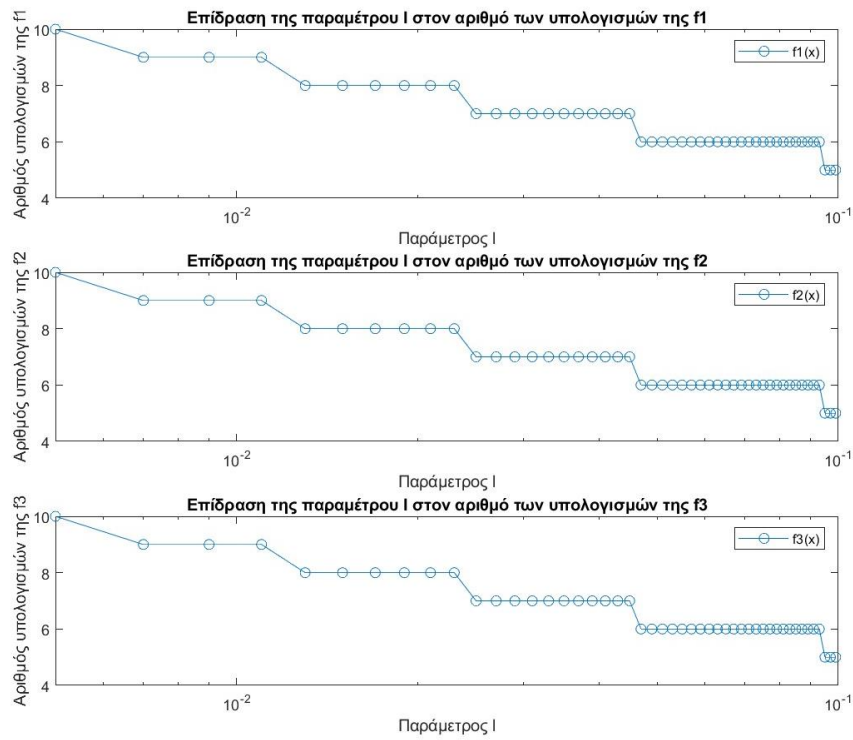 Επίδραση της παραμέτρου l στον αριθμό των υπολογισμών της f1
Αριθμός υπολογισμών της f1
10
8
6
4
f1(x)
10-2
10-1
Παράμετρος l
Επίδραση της παραμέτρου l στον αριθμό των υπολογισμών της f2
Αριθμός υπολογισμών της f2
10
8
6
4
f2(x)
10-2
10-1
Παράμετρος l
Επίδραση της παραμέτρου l στον αριθμό των υπολογισμών της f3
Αριθμός υπολογισμών της f3
10
8
6
4
f3(x)
10-2
10-1
Παράμετρος l